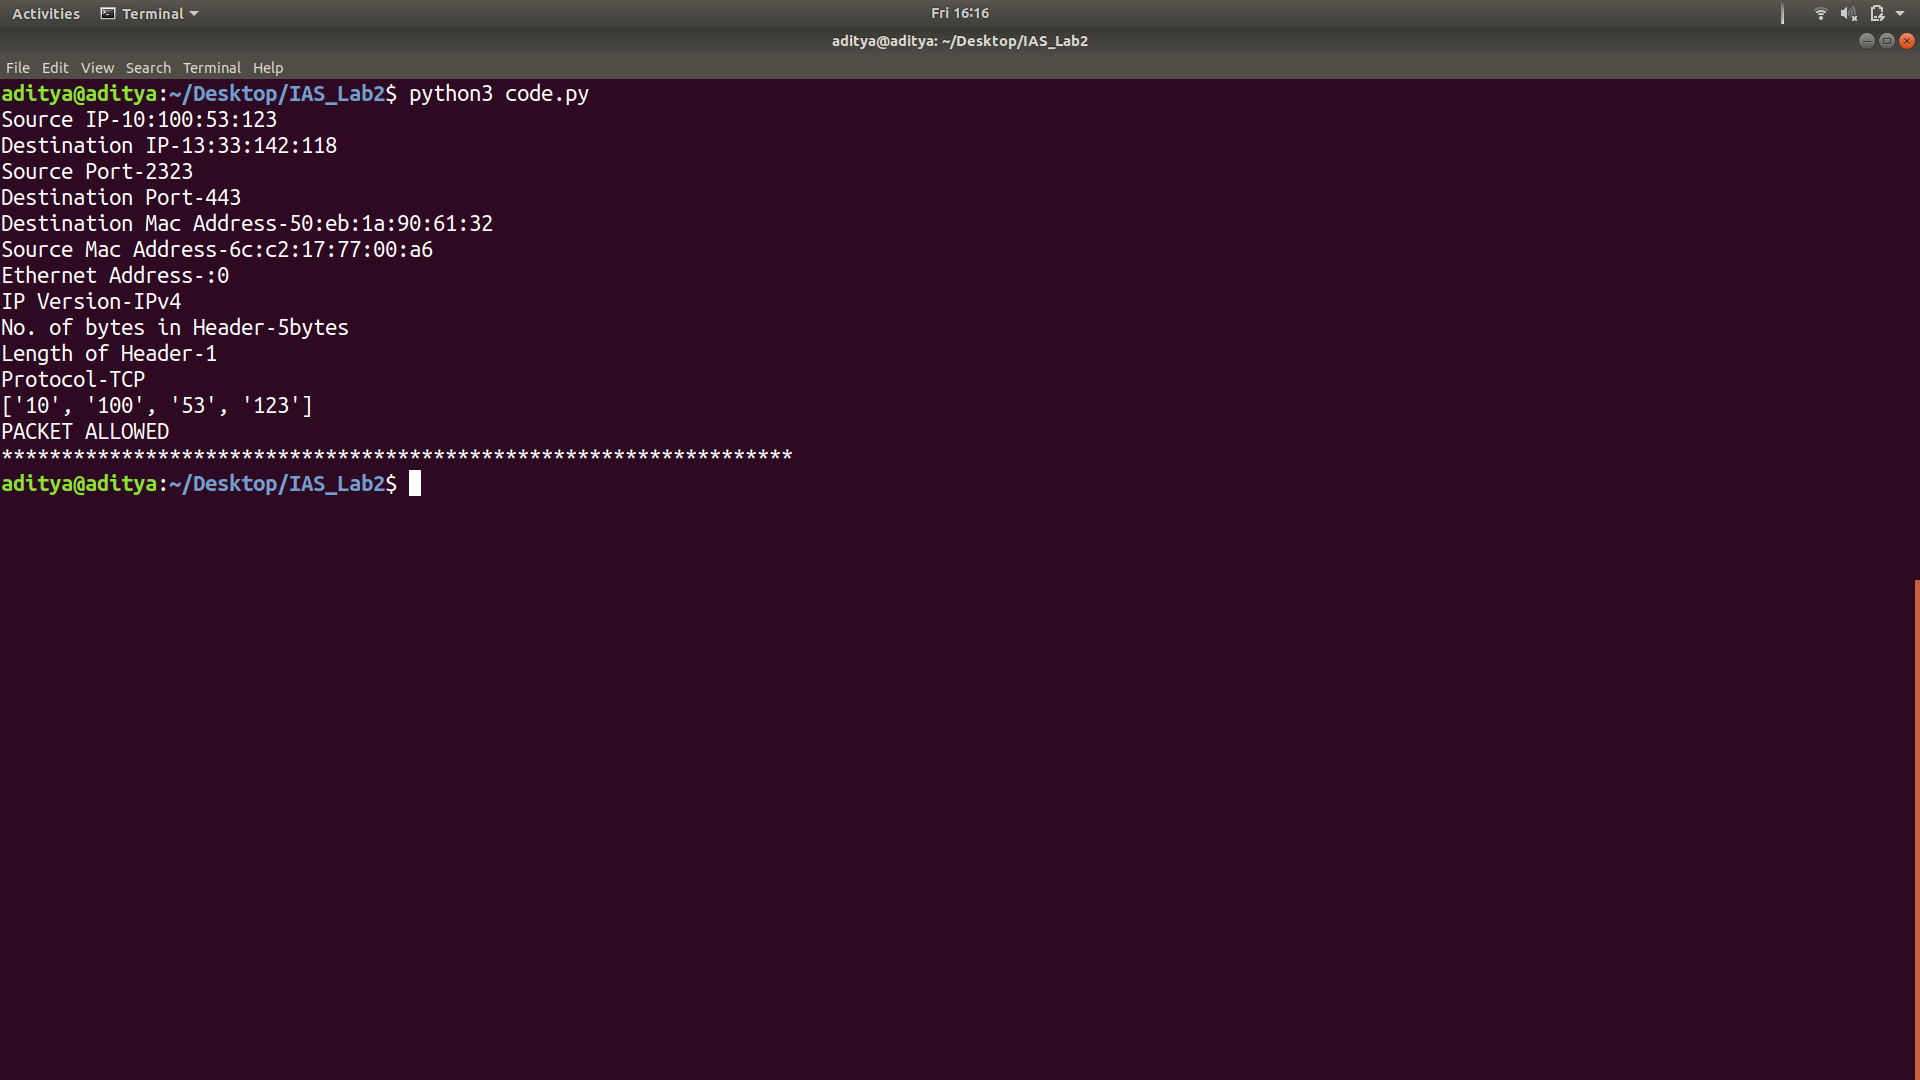 Activities Terminal Fri 16:16
aditya@aditya: ~/Desktop/IAS_Lab2
File Edit View Search Terminal Help
aditya@aditya:~/Desktop/IAS_Lab2$ python3 code.py
Source IP-10:100:53:123
Destination IP-13:33:142:118
Source Port-2323
Destination Port-443
Destination Mac Address-50:eb:1a:90:61:32
Source Mac Address-6c:c2:17:77:00:a6
Ethernet Address-:0
IP Version-IPv4
No. of bytes in Header-5bytes
Length of Header-1
Protocol-TCP
['10', '100', '53', '123']
PACKET ALLOWED
******************************************************************
aditya@aditya:~/Desktop/IAS_Lab2$